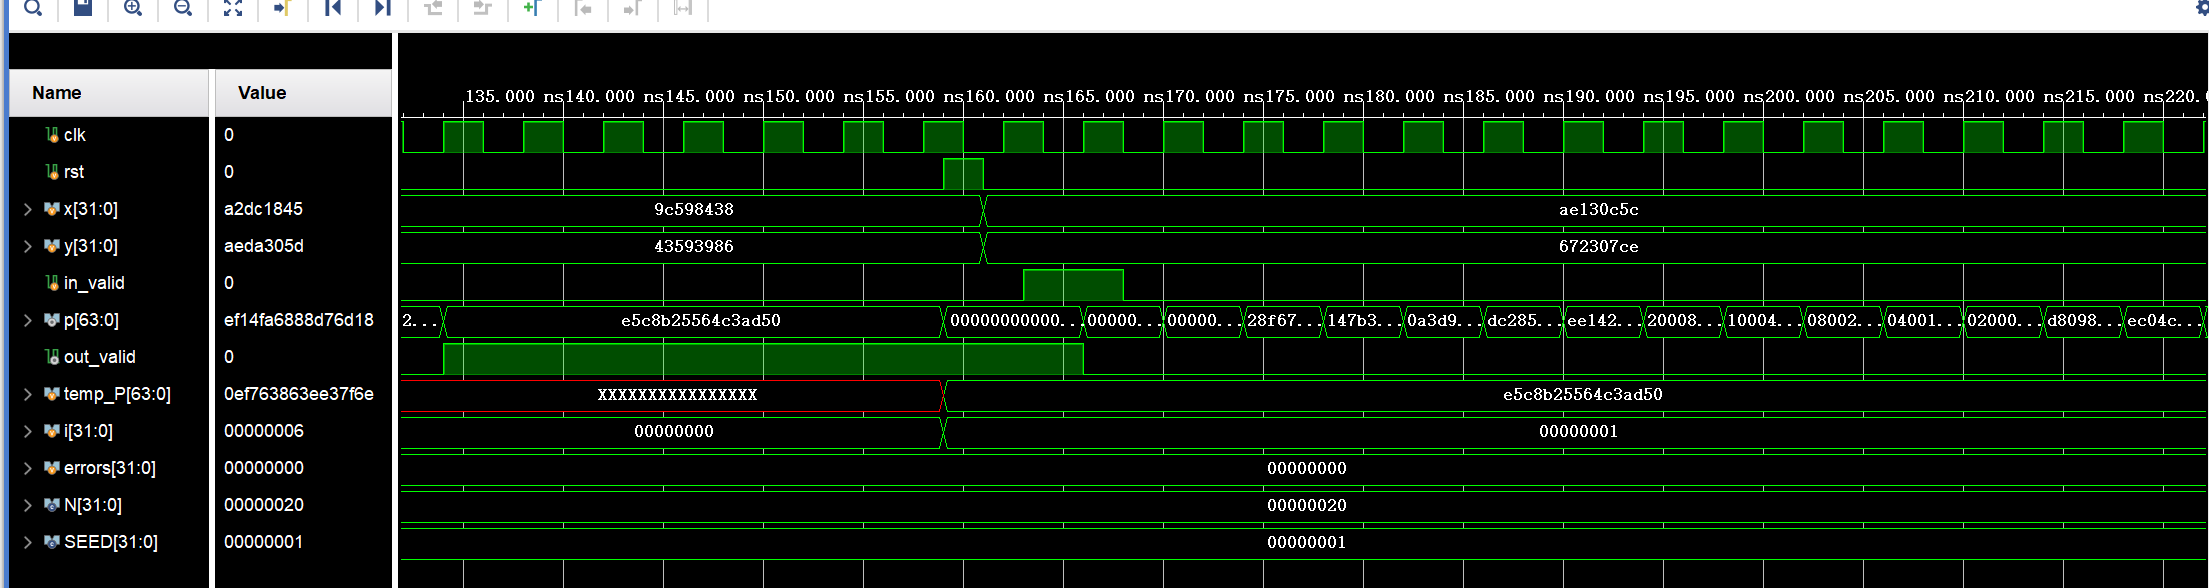 Name Value
135.000 ns 140.000 ns 145.000 ns 150.000 ns 155.000 ns 160.000 ns 165.000 ns 170.000 ns 175.000 ns 180.000 ns 185.000 ns 190.000 ns 195.000 ns 200.000 ns 205.000 ns 210.000 ns 215.000 ns 220.0
clk 0
rst 0
x[31:0] a2dc1845 9c598438 ae130c5c
y[31:0] aeda305d 43593986 672307ce
in_valid 0
p[63:0] ef14fa6888d76d18 2... e5c8b25564c3ad50 00000000000... 00000... 00000... 28f67... 147b3... 0a3d9... dc285... ee142... 20008... 10004... 08002... 04001... 02000... d8098... ec04c...
out_valid 0
temp_P[63:0] 0ef763863ee37f6e XXXXXXXXXXXXXXXX e5c8b25564c3ad50
i[31:0] 00000006 00000000 00000001
errors[31:0] 00000000 00000000
N[31:0] 00000020 00000020
SEED[31:0] 00000001 00000001